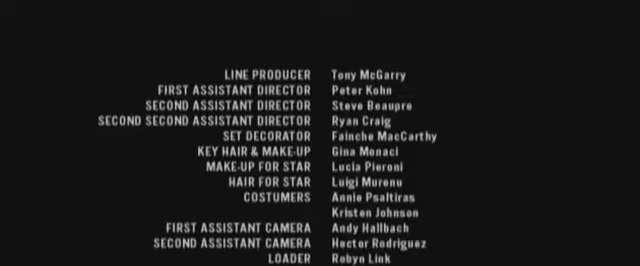 LINE PRODUCER Tony McGarry
FIRST ASSISTANT DIRECTOR Peter Kohn
SECOND ASSISTANT DIRECTOR Steve Beaupre
SECOND SECOND ASSISTANT DIRECTOR Ryan Craig
SET DECORATOR Fainche MacCarthy
KEY HAIR & MAKE-UP Gina Monaci
MAKE-UP FOR STAR Lucia Pieroni
HAIR FOR STAR Luigi Murenu
COSTUMERS Annie Psaltiras
Kristen Johnson
FIRST ASSISTANT CAMERA Andy Hallbach
SECOND ASSISTANT CAMERA Hector Rodriguez
LOADER Robyn Link